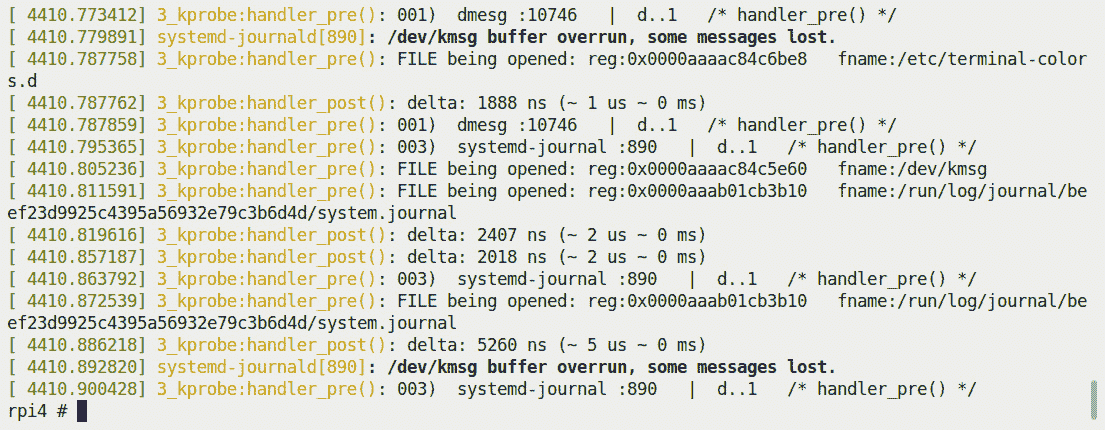 [ 4410.773412] 3_kprobe:handler_pre(): 001)  dmesg :10746   |  d..1   /* handler_pre() */
[ 4410.779891] systemd-journald[890]: /dev/kmsg buffer overrun, some messages lost.
[ 4410.787758] 3_kprobe:handler_pre(): FILE being opened: reg:0x0000aaaac84c6be8   fname:/etc/terminal-color
s.d
[ 4410.787762] 3_kprobe:handler_post(): delta: 1888 ns (~ 1 us ~ 0 ms)
[ 4410.787859] 3_kprobe:handler_pre(): 001)  dmesg :10746   |  d..1   /* handler_pre() */
[ 4410.795365] 3_kprobe:handler_pre(): 003)  systemd-journal :890   |  d..1   /* handler_pre() */
[ 4410.805236] 3_kprobe:handler_pre(): FILE being opened: reg:0x0000aaaac84c5e60   fname:/dev/kmsg
[ 4410.811591] 3_kprobe:handler_pre(): FILE being opened: reg:0x0000aaab01cb3b10   fname:/run/log/journal/be
ef23d9925c4395a56932e79c3b6d4d/system.journal
[ 4410.819616] 3_kprobe:handler_post(): delta: 2407 ns (~ 2 us ~ 0 ms)
[ 4410.857187] 3_kprobe:handler_post(): delta: 2018 ns (~ 2 us ~ 0 ms)
[ 4410.863792] 3_kprobe:handler_pre(): 003)  systemd-journal :890   |  d..1   /* handler_pre() */
[ 4410.872539] 3_kprobe:handler_pre(): FILE being opened: reg:0x0000aaab01cb3b10   fname:/run/log/journal/be
ef23d9925c4395a56932e79c3b6d4d/system.journal
[ 4410.886218] 3_kprobe:handler_post(): delta: 5260 ns (~ 5 us ~ 0 ms)
[ 4410.892820] systemd-journald[890]: /dev/kmsg buffer overrun, some messages lost.
[ 4410.900428] 3_kprobe:handler_pre(): 003)  systemd-journal :890   |  d..1   /* handler_pre() */
rpi4 #